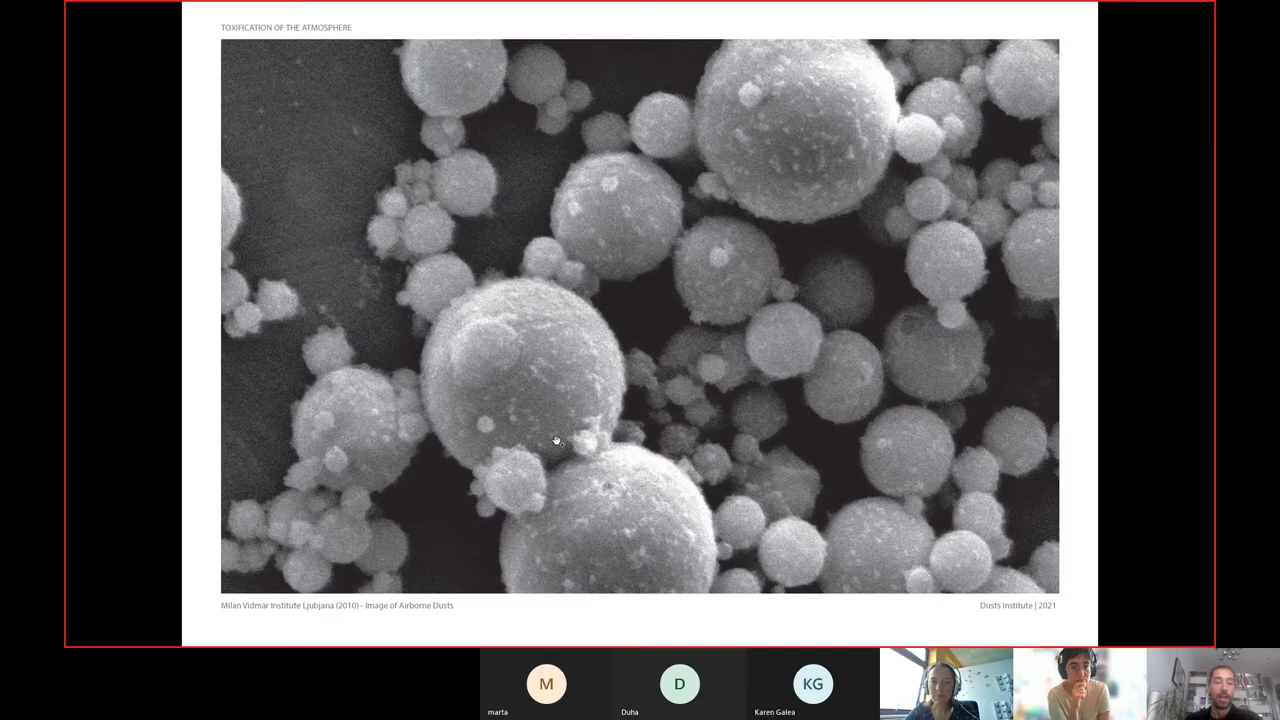 TOXIFICATION OF THE ATMOSPHERE
Milan Vidmar Institute Ljubjana (2010) - Image of Airborne Dusts
Dusts Institute | 2021
M
D
KG
marta
Duha
Karen Galea